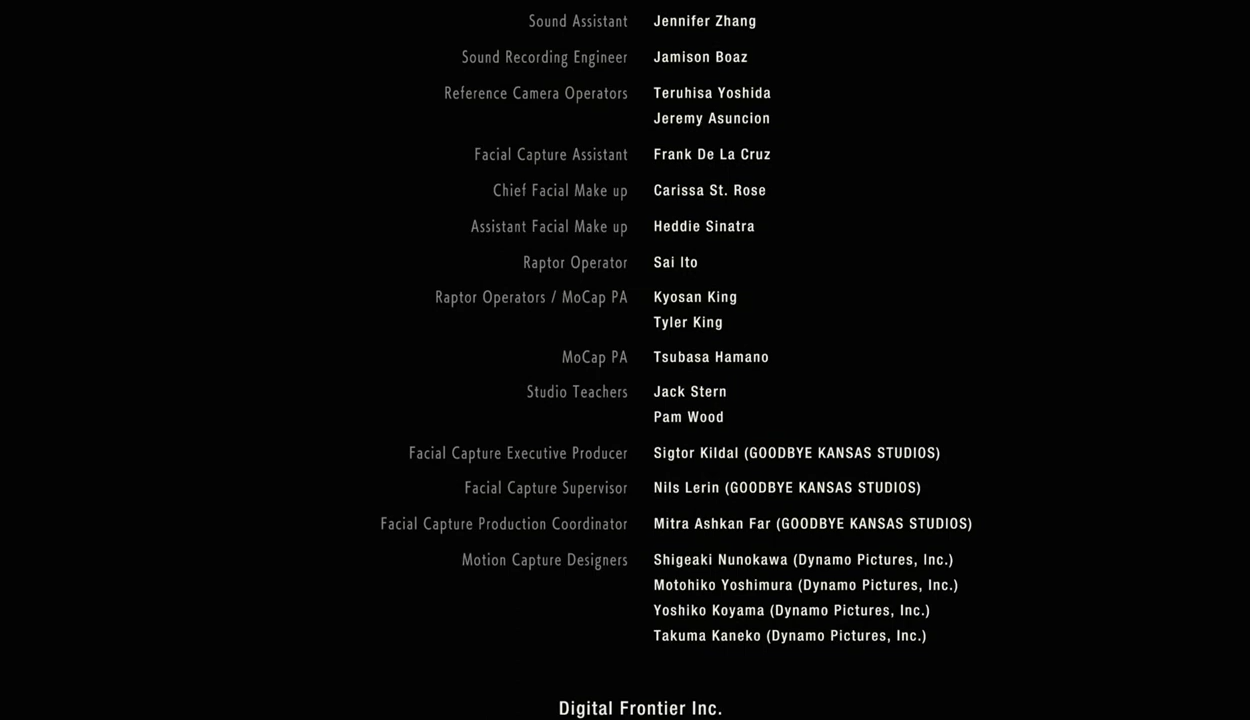 Sound Assistant Jennifer Zhang
Sound Recording Engineer Jamison Boaz
Reference Camera Operators Teruhisa Yoshida
Jeremy Asuncion
Facial Capture Assistant Frank De La Cruz
Chief Facial Make up Carissa St. Rose
Assistant Facial Make up Heddie Sinatra
Raptor Operator Sai Ito
Raptor Operators / MoCap PA Kyosan King
Tyler King
MoCap PA Tsubasa Hamano
Studio Teachers Jack Stern
Pam Wood
Facial Capture Executive Producer Sigtor Kildal (GOODBYE KANSAS STUDIOS)
Facial Capture Supervisor Nils Lerin (GOODBYE KANSAS STUDIOS)
Facial Capture Production Coordinator Mitra Ashkan Far (GOODBYE KANSAS STUDIOS)
Motion Capture Designers Shigeaki Nunokawa (Dynamo Pictures, Inc.)
Motohiko Yoshimura (Dynamo Pictures, Inc.)
Yoshiko Koyama (Dynamo Pictures, Inc.)
Takuma Kaneko (Dynamo Pictures, Inc.)
Digital Frontier Inc.